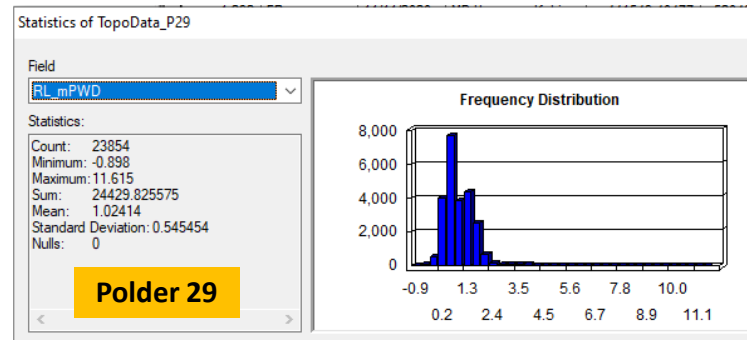 Statistics of TopoData_P29
Field
RL_mPWD
Statistics:
Count: 23854
Minimum: -0.898
Maximum: 11.615
Sum: 24429.825575
Mean: 1.02414
Standard Deviation: 0.545454
Nulls: 0
Polder 29
Frequency Distribution
8,000
6,000
4,000
2,000
0
-0.9 1.3 3.5 5.6 7.8 10.0
0.2 2.4 4.5 6.7 8.9 11.1